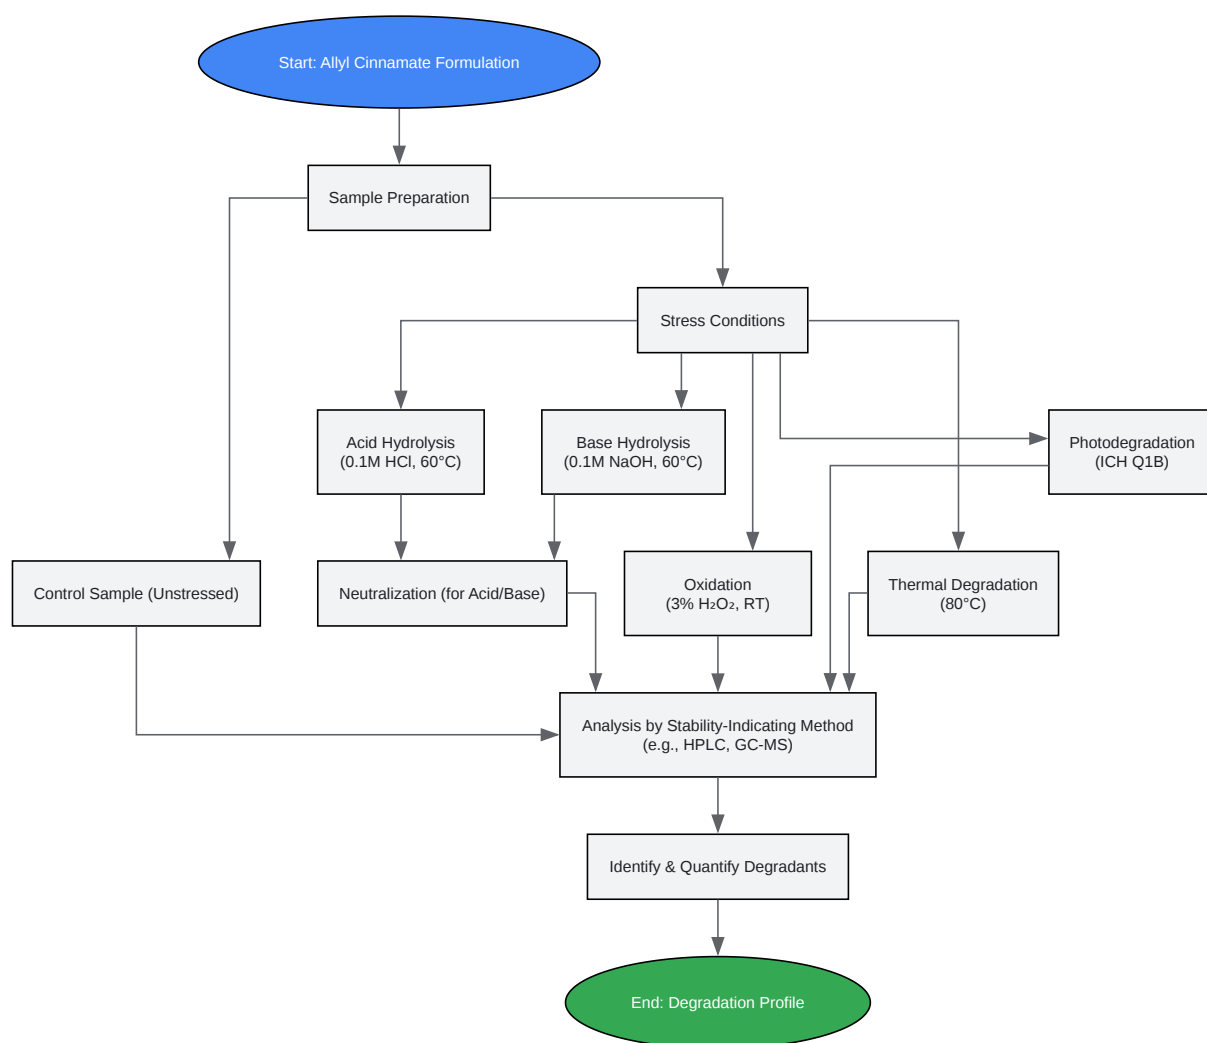 Start: Allyl Cinnamate Formulation
Sample Preparation
Stress Conditions
Acid Hydrolysis
(0.1M HCl, 60°C)
Base Hydrolysis
(0.1M NaOH, 60°C)
Photodegradation
(ICH Q1B)
Control Sample (Unstressed)
Neutralization (for Acid/Base)
Oxidation
(3% H₂O₂, RT)
Thermal Degradation
(80°C)
Analysis by Stability-Indicating Method
(e.g., HPLC, GC-MS)
Identify & Quantify Degradants
End: Degradation Profile